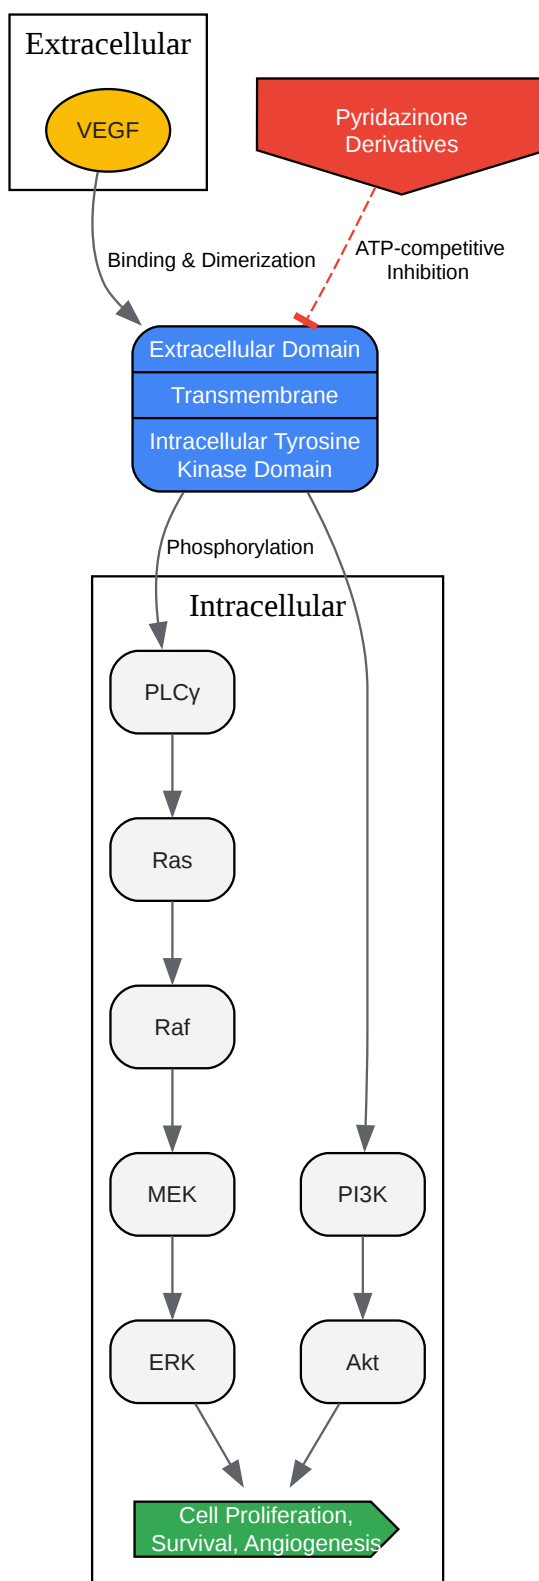 Extracellular
VEGF
Pyridazinone
Derivatives
Binding & Dimerization
ATP-competitive
Inhibition
Extracellular Domain
Transmembrane
Intracellular Tyrosine
Kinase Domain
Phosphorylation
Intracellular
PLCγ
Ras
Raf
MEK
PI3K
ERK
Akt
Cell Proliferation,
Survival, Angiogenesis